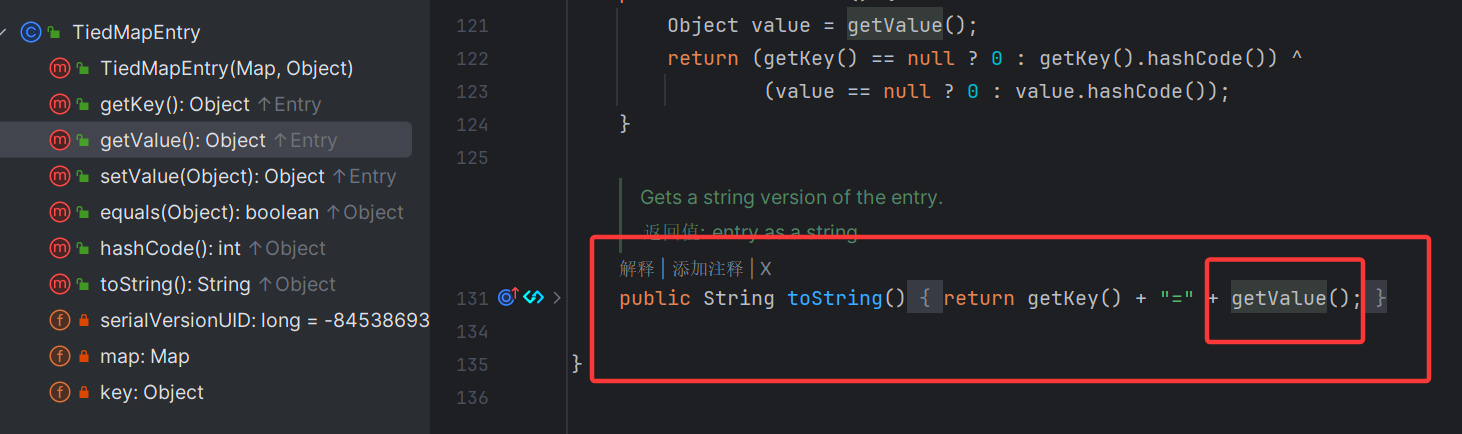 TiedMapEntry
TiedMapEntry(Map, Object)
getKey(): Object ↑Entry
getValue(): Object ↑Entry
setValue(Object): Object ↑Entry
equals(Object): boolean ↑Object
hashCode(): int ↑Object
toString(): String ↑Object
serialVersionUID: long = -84538693
map: Map
key: Object
121 Object value = getValue();
122 return (getKey() == null ? 0 : getKey().hashCode()) ^
123 (value == null ? 0 : value.hashCode());
124 }
125
Gets a string version of the entry.
返回值: entry as a string
解释 | 添加注释 | X
131 public String toString() { return getKey() + "=" + getValue(); }
134
135 }
136